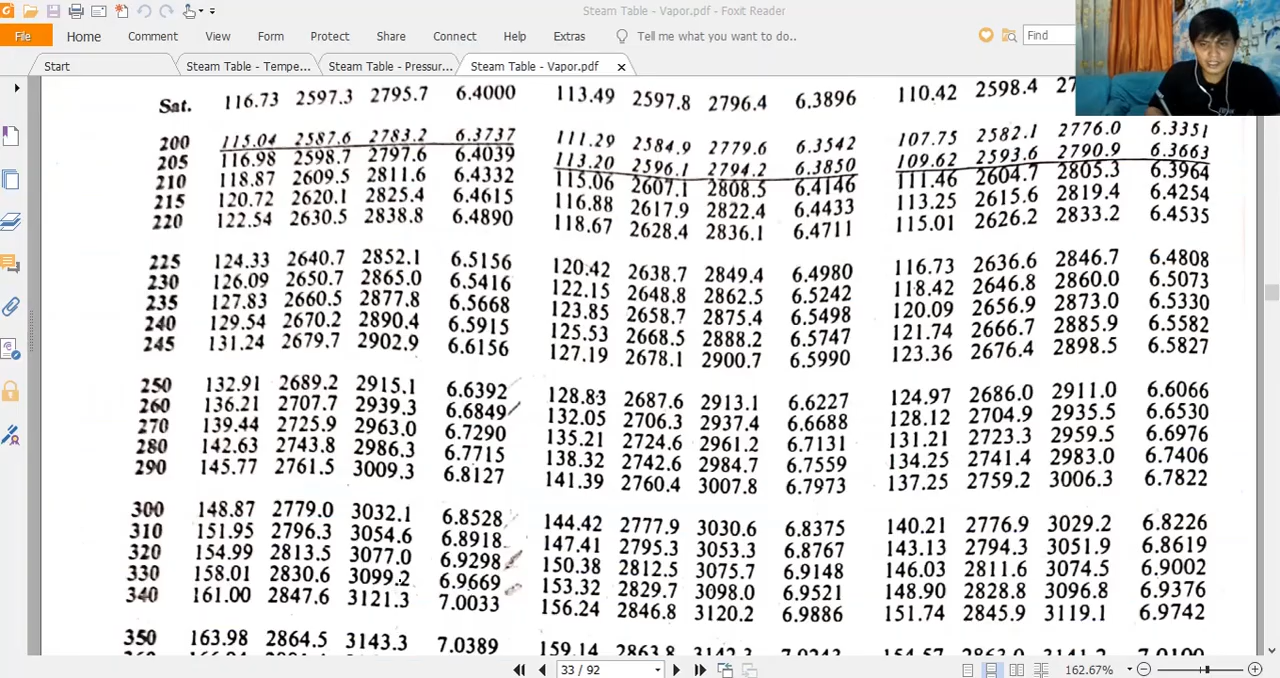 Steam Table - Vapor.pdf - Foxit Reader
File Home Comment View Form Protect Share Connect Help Extras Tell me what you want to do.. Find
Start Steam Table - Tempe... Steam Table - Pressur... Steam Table - Vapor.pdf
Sat. 116.73 2597.3 2795.7 6.4000 113.49 2597.8 2796.4 6.3896 110.42 2598.4
200 115.04 2587.6 2783.2 6.3737 111.29 2584.9 2779.6 6.3542 107.75 2582.1 2776.0 6.3351
205 116.98 2598.7 2797.6 6.4039 113.20 2596.1 2794.2 6.3850 109.62 2593.6 2790.9 6.3663
210 118.87 2609.5 2811.6 6.4332 115.06 2607.1 2808.5 6.4146 111.46 2604.7 2805.3 6.3964
215 120.72 2620.1 2825.4 6.4615 116.88 2617.9 2822.4 6.4433 113.25 2615.6 2819.4 6.4254
220 122.54 2630.5 2838.8 6.4890 118.67 2628.4 2836.1 6.4711 115.01 2626.2 2833.2 6.4535
225 124.33 2640.7 2852.1 6.5156 120.42 2638.7 2849.4 6.4980 116.73 2636.6 2846.7 6.4808
230 126.09 2650.7 2865.0 6.5416 122.15 2648.8 2862.5 6.5242 118.42 2646.8 2860.0 6.5073
235 127.83 2660.5 2877.8 6.5668 123.85 2658.7 2875.4 6.5498 120.09 2656.9 2873.0 6.5330
240 129.54 2670.2 2890.4 6.5915 125.53 2668.5 2888.2 6.5747 121.74 2666.7 2885.9 6.5582
245 131.24 2679.7 2902.9 6.6156 127.19 2678.1 2900.7 6.5990 123.36 2676.4 2898.5 6.5827
250 132.91 2689.2 2915.1 6.6392 128.83 2687.6 2913.1 6.6227 124.97 2686.0 2911.0 6.6066
260 136.21 2707.7 2939.3 6.6849 132.05 2706.3 2937.4 6.6688 128.12 2704.9 2935.5 6.6530
270 139.44 2725.9 2963.0 6.7290 135.21 2724.6 2961.2 6.7131 131.21 2723.3 2959.5 6.6976
280 142.63 2743.8 2986.3 6.7715 138.32 2742.6 2984.7 6.7559 134.25 2741.4 2983.0 6.7406
290 145.77 2761.5 3009.3 6.8127 141.39 2760.4 3007.8 6.7973 137.25 2759.2 3006.3 6.7822
300 148.87 2779.0 3032.1 6.8528 144.42 2777.9 3030.6 6.8375 140.21 2776.9 3029.2 6.8226
310 151.95 2796.3 3054.6 6.8918 147.41 2795.3 3053.3 6.8767 143.13 2794.3 3051.9 6.8619
320 154.99 2813.5 3077.0 6.9298 150.38 2812.5 3075.7 6.9148 146.03 2811.6 3074.5 6.9002
330 158.01 2830.6 3099.2 6.9669 153.32 2829.7 3098.0 6.9521 148.90 2828.8 3096.8 6.9376
340 161.00 2847.6 3121.3 7.0033 156.24 2846.8 3120.2 6.9886 151.74 2845.9 3119.1 6.9742
350 163.98 2864.5 3143.3 7.0389 159.14 2863.8
33 / 92 162.67%